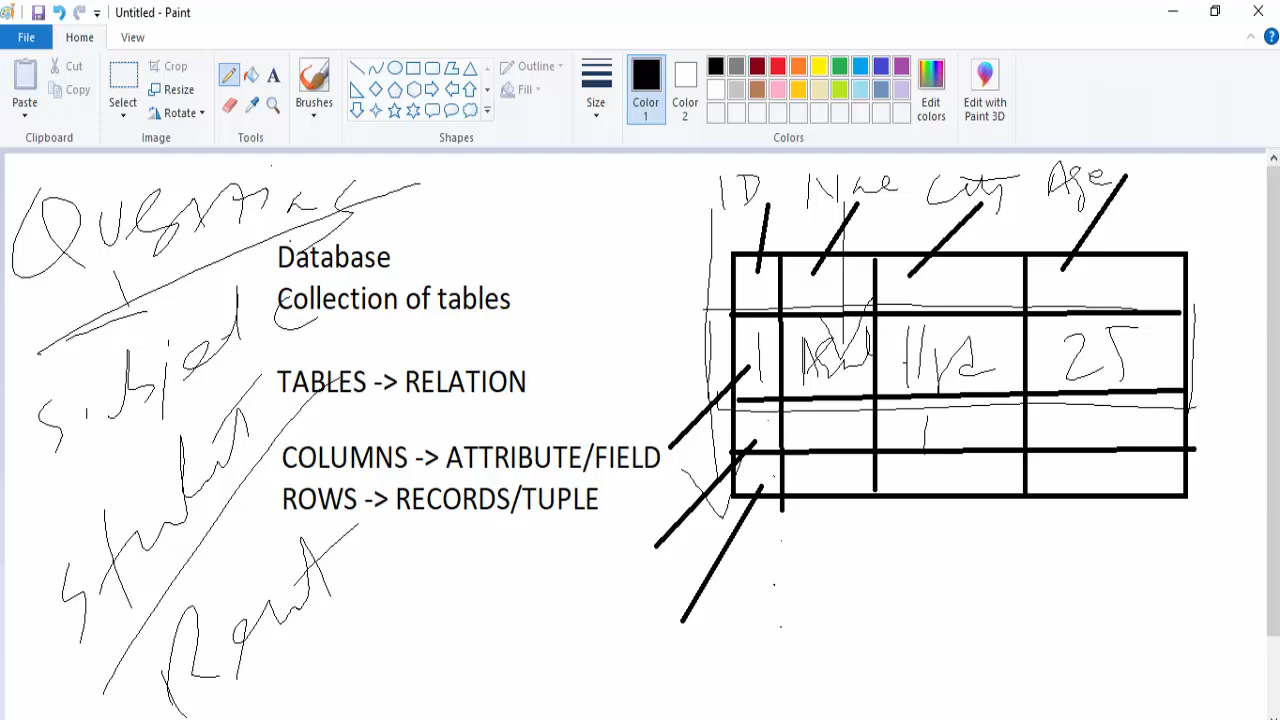 Untitled - Paint
File Home View
Cut
Copy
Paste
Clipboard
Crop
Resize
Rotate
Select
Image
A
Tools
Brushes
Outline
Fill
Shapes
Size
Color 1
Color 2
Edit colors
Colors
Edit with Paint 3D
ID City Age
Database
Collection of tables
TABLES -> RELATION
COLUMNS -> ATTRIBUTE/FIELD
ROWS -> RECORDS/TUPLE
1 Hyd 25